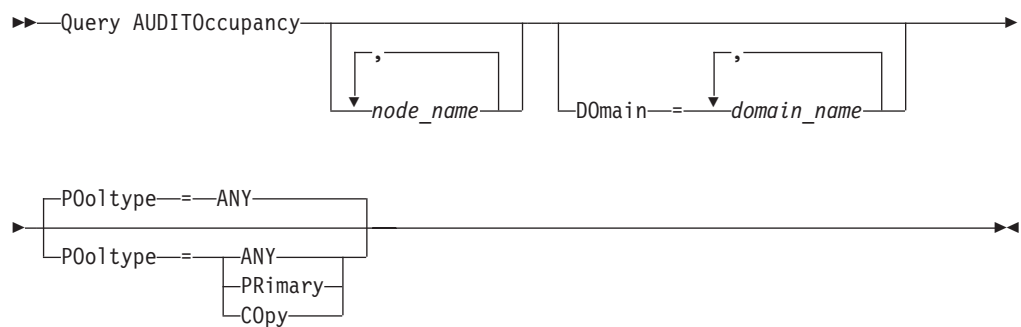 Query AUDITOccupancy
,
node_name
DOmain = 
,
domain_name
POoltype = ANY
POoltype = ANY
PRimary
COpy